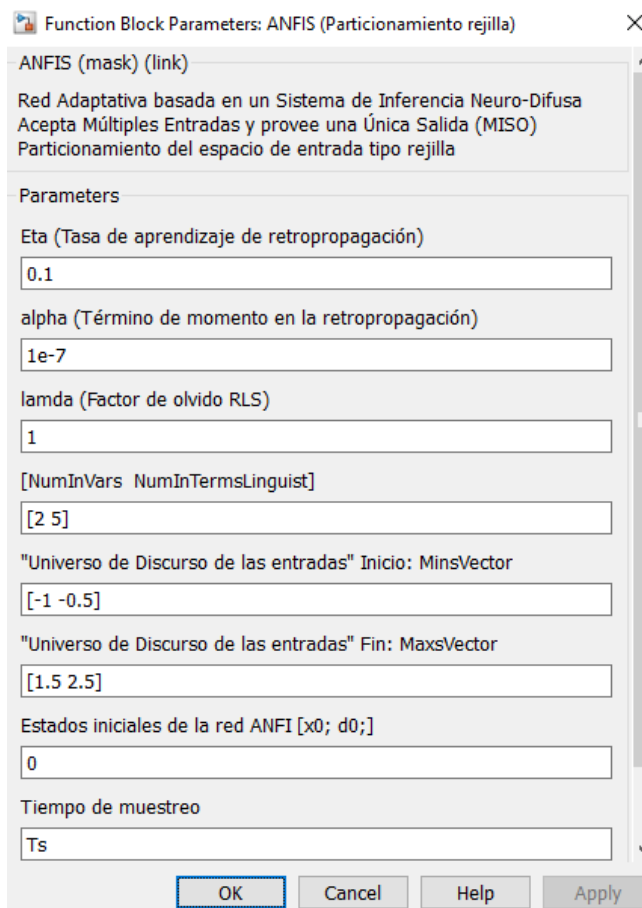 Function Block Parameters: ANFIS (Particionamiento rejilla)
ANFIS (mask) (link)
Red Adaptativa basada en un Sistema de Inferencia Neuro-Difusa
Acepta Múltiples Entradas y provee una Única Salida (MISO)
Particionamiento del espacio de entrada tipo rejilla
Parameters
Eta (Tasa de aprendizaje de retropropagación)
0.1
alpha (Término de momento en la retropropagación)
1e-7
lamda (Factor de olvido RLS)
1
[NumInVars  NumInTermsLinguist]
[2 5]
"Universo de Discurso de las entradas" Inicio: MinsVector
[-1 -0.5]
"Universo de Discurso de las entradas" Fin: MaxsVector
[1.5 2.5]
Estados iniciales de la red ANFI [x0; d0;]
0
Tiempo de muestreo
Ts
OK Cancel Help Apply